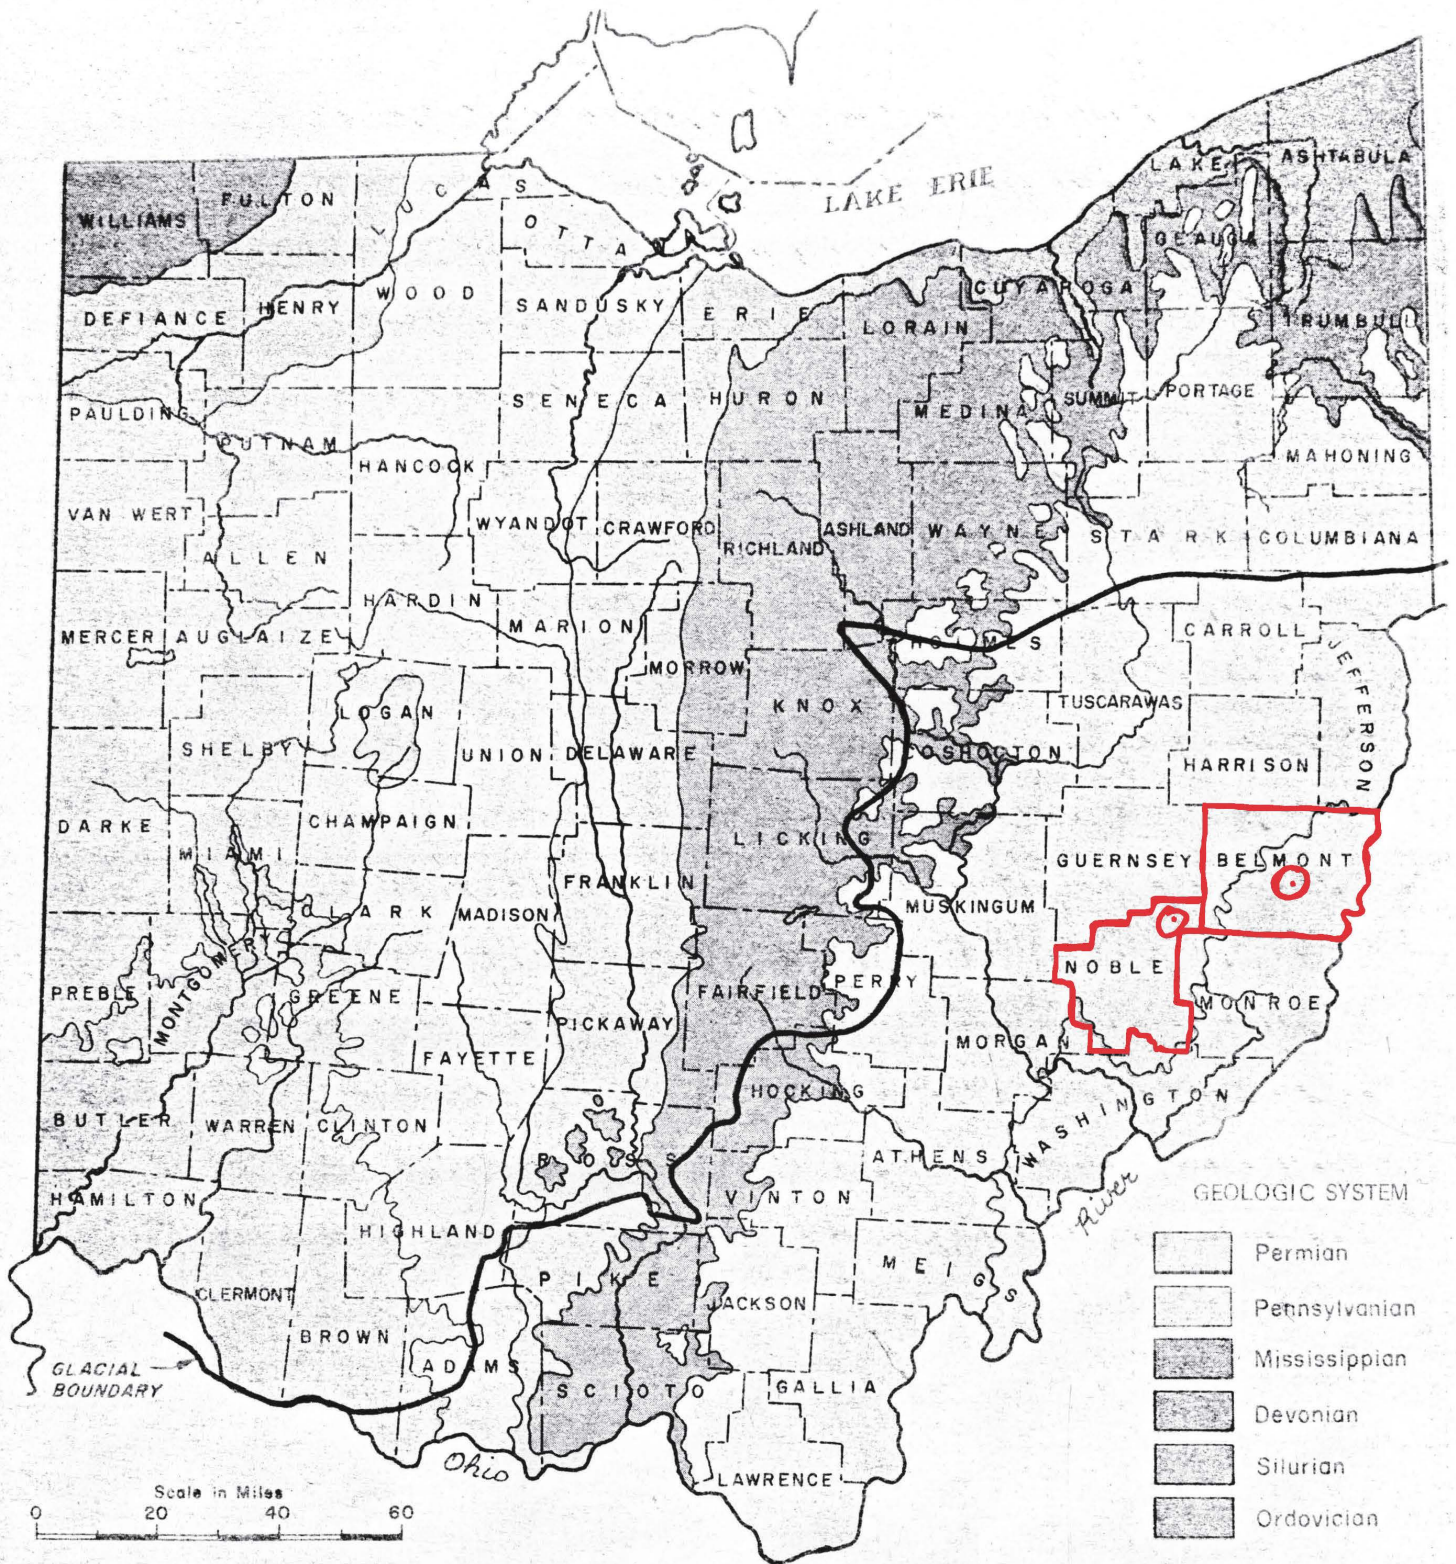 LAKE ERIE
LAKE
ASHTABULA
FULTON
LUCAS
WILLIAMS
OTTAWA
GEAUGA
WOOD
CUYAHOGA
HENRY
SANDUSKY
ERIE
DEFIANCE
LORAIN
TRUMBULL
PAULDING
SENECA
HURON
MEDINA
SUMMIT
PORTAGE
PUTNAM
HANCOCK
MAHONING
VAN WERT
WYANDOT
CRAWFORD
RICHLAND
ASHLAND
WAYNE
STARK
COLUMBIANA
ALLEN
HARDIN
MERCER
AUGLAIZE
MARION
HOLMES
CARROLL
JEFFERSON
MORROW
LOGAN
KNOX
TUSCARAWAS
SHELBY
UNION
DELAWARE
COSHOCTON
HARRISON
DARKE
CHAMPAIGN
MIAMI
LICKING
GUERNSEY
BELMONT
FRANKLIN
CLARK
MADISON
MUSKINGUM
MONTGOMERY
NOBLE
PREBLE
GREENE
FAIRFIELD
PERRY
MONROE
PICKAWAY
MORGAN
FAYETTE
HOCKING
BUTLER
WARREN
CLINTON
WASHINGTON
ROSS
ATHENS
HAMILTON
VINTON
River
GEOLOGIC SYSTEM
HIGHLAND
Permian
MEIGS
PIKE
CLERMONT
JACKSON
Pennsylvanian
BROWN
Mississippian
GLACIAL
BOUNDARY
ADAMS
SCIOTO
GALLIA
Devonian
Ohio
Silurian
LAWRENCE
Scale in Miles
0 20 40 60
Ordovician